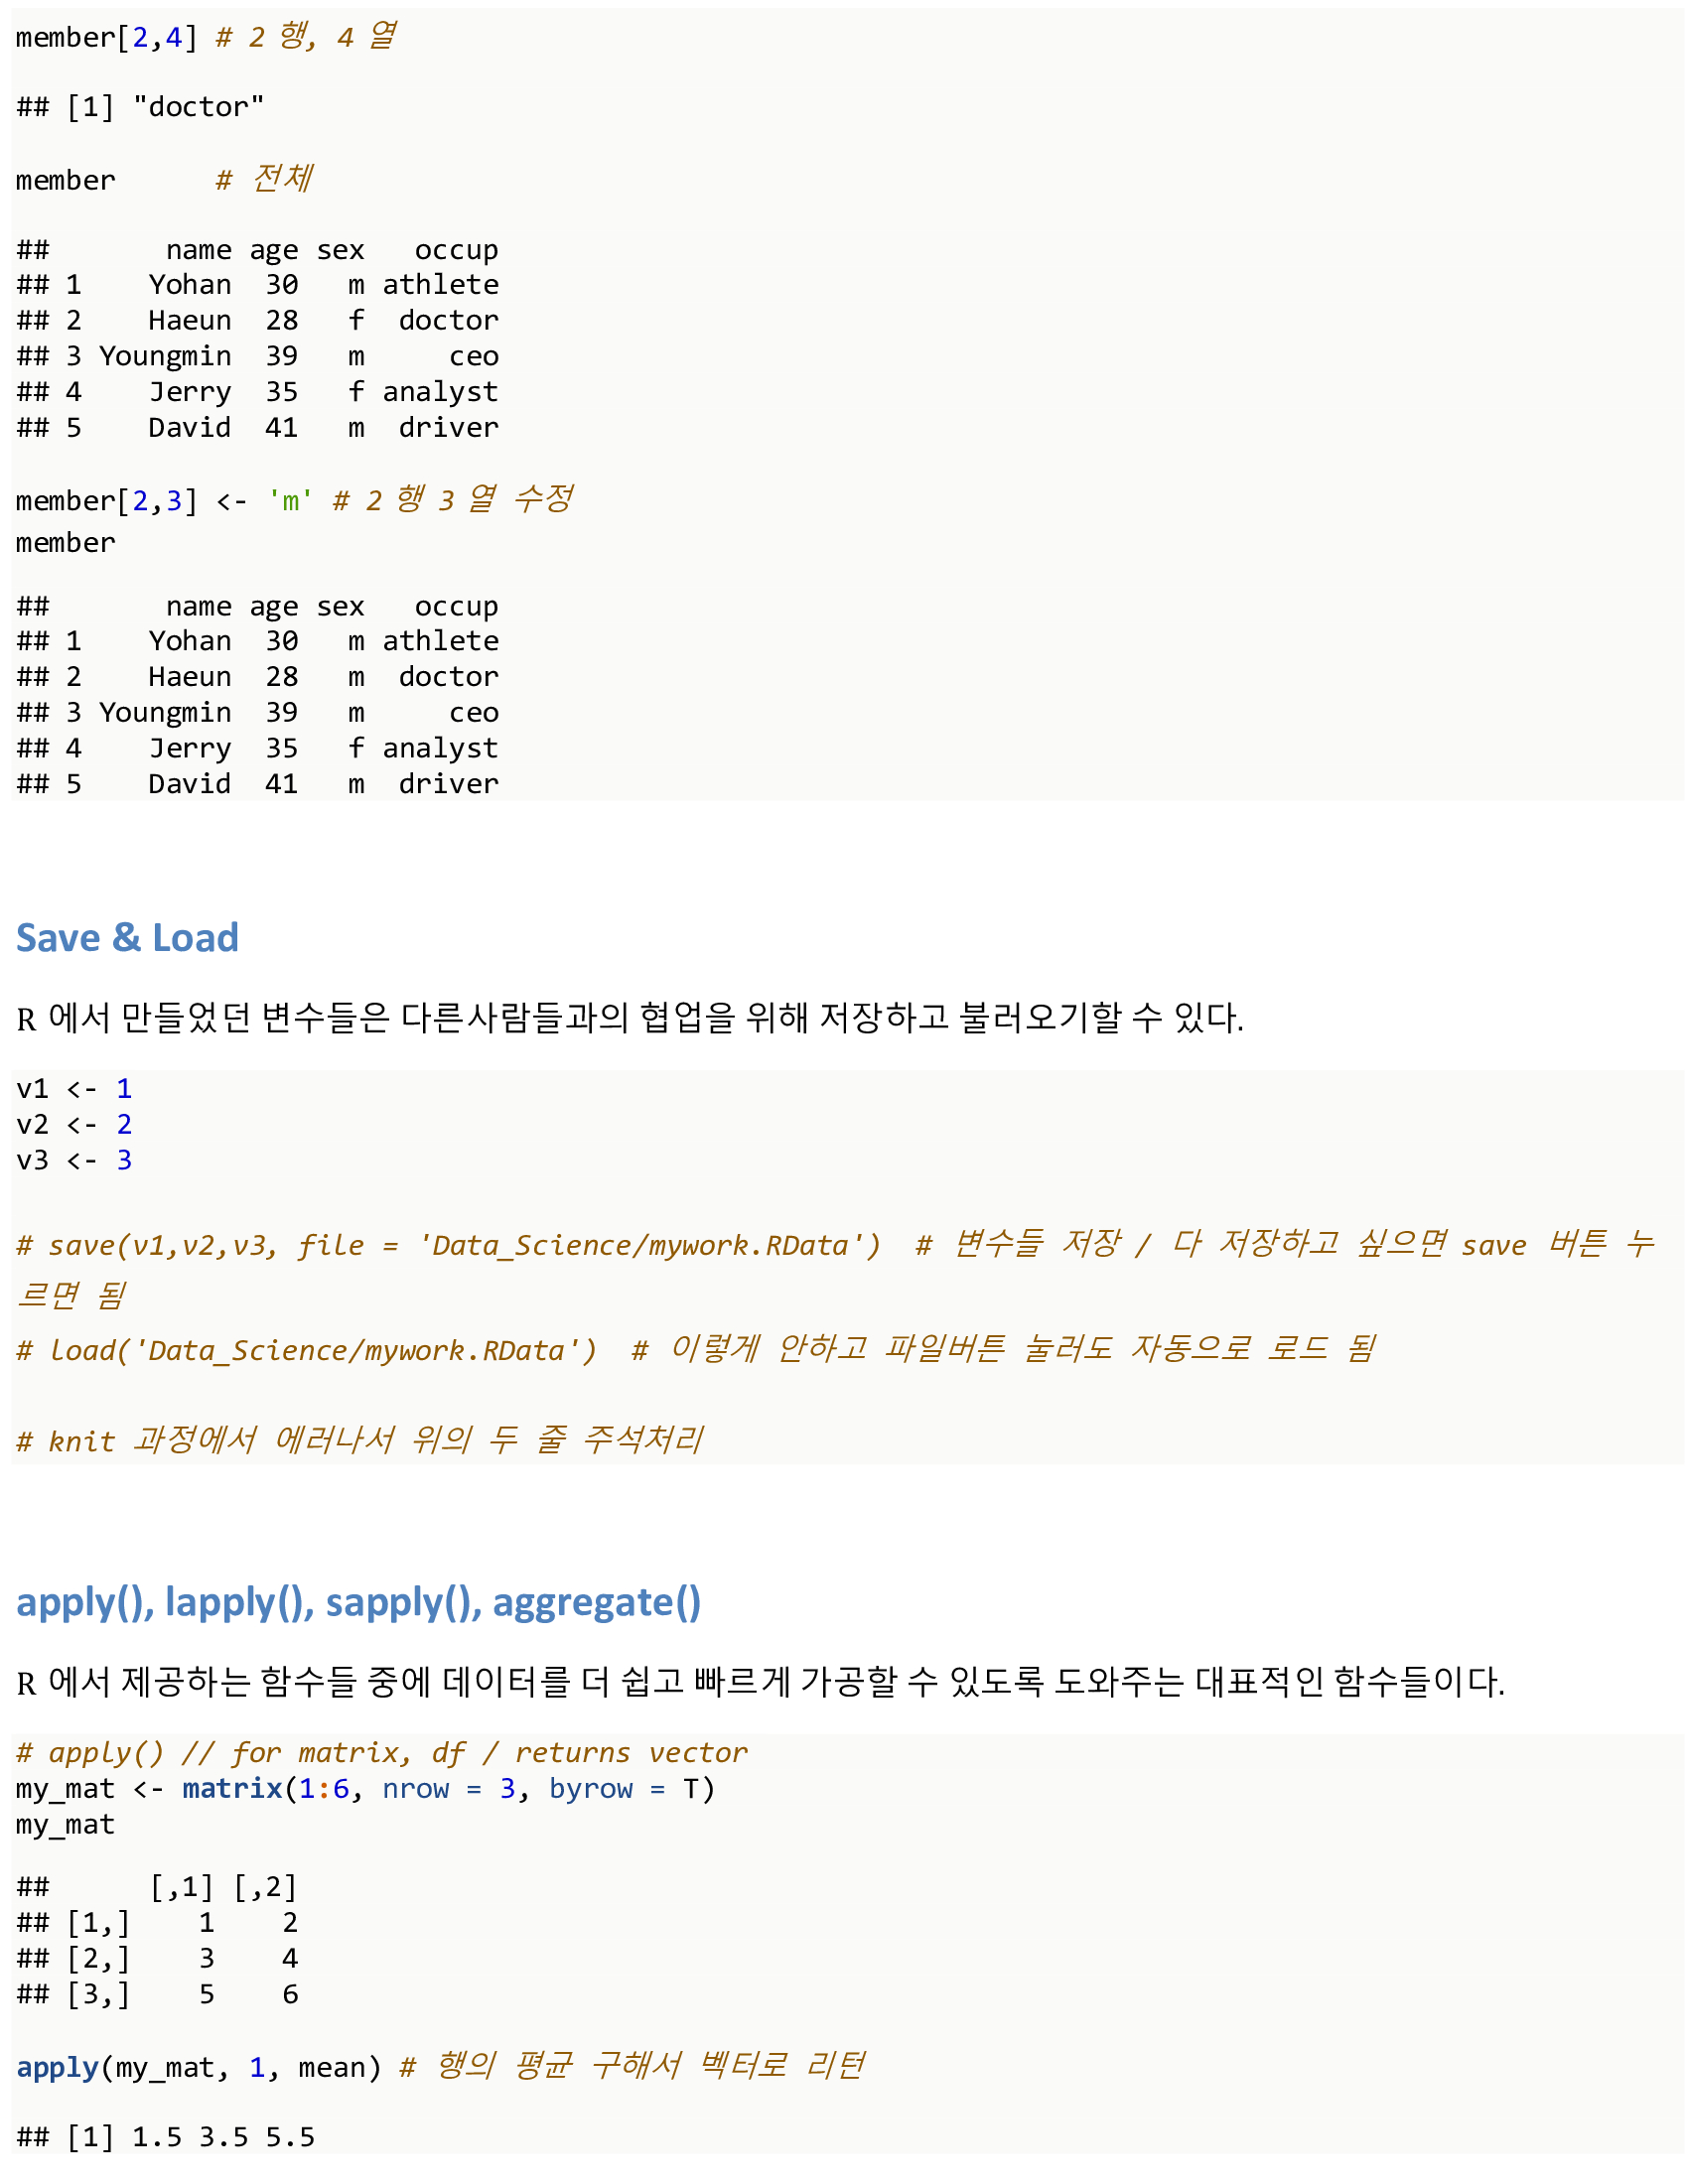 member[2,4] # 2 행, 4 열
## [1] "doctor"
member      # 전체
##       name age sex   occup
## 1    Yohan  30   m athlete
## 2    Haeun  28   f  doctor
## 3 Youngmin  39   m     ceo
## 4    Jerry  35   f analyst
## 5    David  41   m  driver
member[2,3] <- 'm' # 2 행 3 열 수정
member
##       name age sex   occup
## 1    Yohan  30   m athlete
## 2    Haeun  28   m  doctor
## 3 Youngmin  39   m     ceo
## 4    Jerry  35   f analyst
## 5    David  41   m  driver
Save & Load
R 에서 만들었던 변수들은 다른사람들과의 협업을 위해 저장하고 불러오기할 수 있다.
v1 <- 1
v2 <- 2
v3 <- 3
# save(v1,v2,v3, file = 'Data_Science/mywork.RData')  # 변수들 저장 / 다 저장하고 싶으면 save 버튼 누
르면 됨
# load('Data_Science/mywork.RData')  # 이렇게 안하고 파일버튼 눌러도 자동으로 로드 됨
# knit 과정에서 에러나서 위의 두 줄 주석처리
apply(), lapply(), sapply(), aggregate()
R 에서 제공하는 함수들 중에 데이터를 더 쉽고 빠르게 가공할 수 있도록 도와주는 대표적인 함수들이다.
# apply() // for matrix, df / returns vector
my_mat <- matrix(1:6, nrow = 3, byrow = T)
my_mat
##      [,1] [,2]
## [1,]    1    2
## [2,]    3    4
## [3,]    5    6
apply(my_mat, 1, mean) # 행의 평균 구해서 벡터로 리턴
## [1] 1.5 3.5 5.5